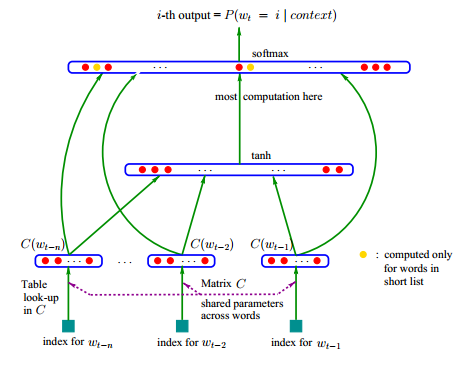 i-th output = P(w_t = i | context)
softmax
... ...
most computation here
tanh
... ...
C(w_{t−n}) C(w_{t−2}) C(w_{t−1})
... ... ... ...
: computed only
for words in
short list
Table
look-up
in C
Matrix C
shared parameters
across words
index for w_{t−n} index for w_{t−2} index for w_{t−1}